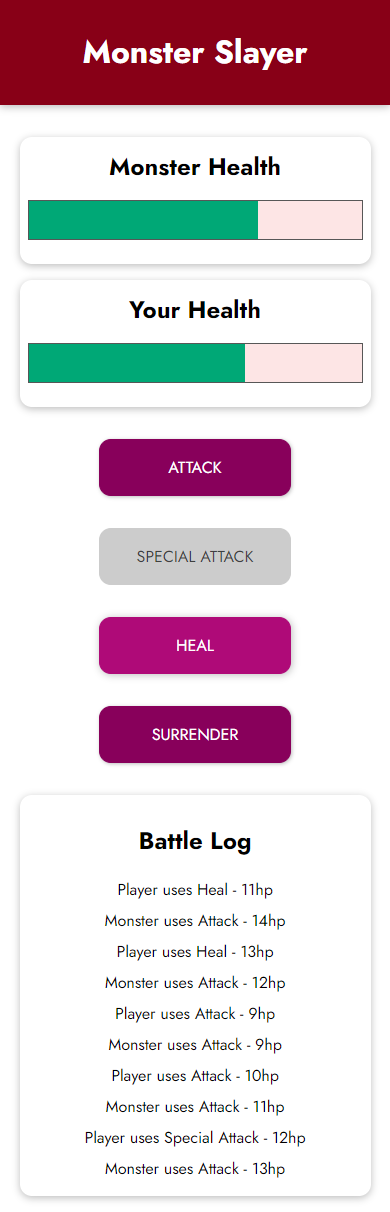 Monster Slayer
Monster Health
Your Health
ATTACK
SPECIAL ATTACK
HEAL
SURRENDER
Battle Log
Player uses Heal - 11hp
Monster uses Attack - 14hp
Player uses Heal - 13hp
Monster uses Attack - 12hp
Player uses Attack - 9hp
Monster uses Attack - 9hp
Player uses Attack - 10hp
Monster uses Attack - 11hp
Player uses Special Attack - 12hp
Monster uses Attack - 13hp